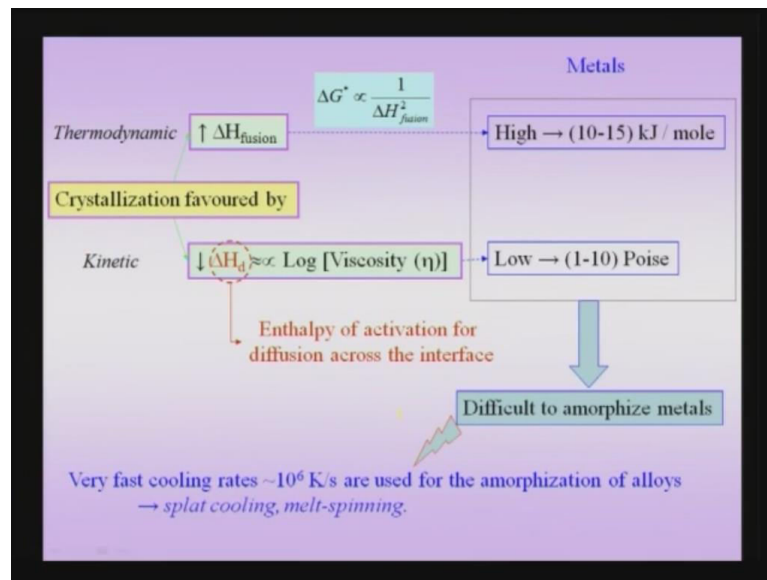 Metals
ΔG* ∝ 1 / ΔH²fusion
Thermodynamic
↑ ΔHfusion
High → (10-15) kJ / mole
Crystallization favoured by
Kinetic
↓ ΔHd ≈∝ Log [Viscosity (η)]
Low → (1-10) Poise
Enthalpy of activation for
diffusion across the interface
Difficult to amorphize metals
Very fast cooling rates ~10⁶ K/s are used for the amorphization of alloys
→ splat cooling, melt-spinning.